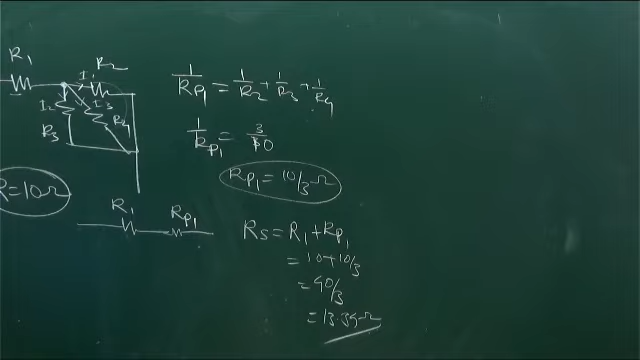 R1
R2
I1
I2
I3
R3
R4
R=10Ω
R1
RP1
1/RP1 = 1/R2 + 1/R3 + 1/R4
1/RP1 = 3/10
RP1 = 10/3 Ω
Rs = R1 + RP1
= 10+10/3
= 40/3
= 13.33Ω